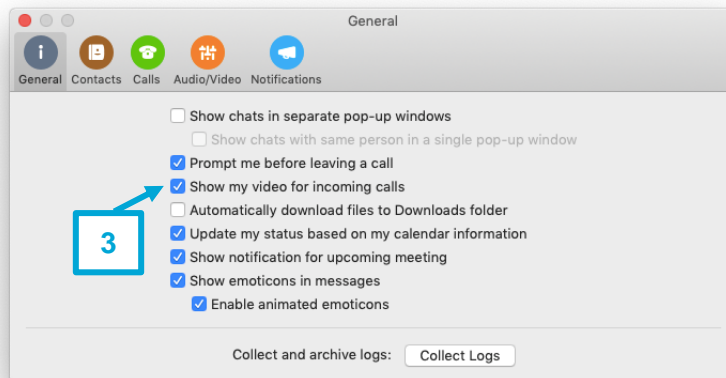 General
General Contacts Calls Audio/Video Notifications
Show chats in separate pop-up windows
Show chats with same person in a single pop-up window
Prompt me before leaving a call
Show my video for incoming calls
Automatically download files to Downloads folder
3
Update my status based on my calendar information
Show notification for upcoming meeting
Show emoticons in messages
Enable animated emoticons
Collect and archive logs: Collect Logs